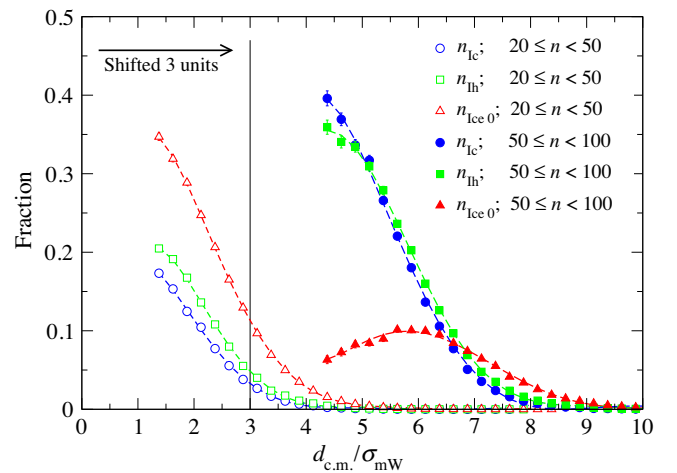 Shifted 3 units
n_Ic; 20 ≤ n < 50
n_Ih; 20 ≤ n < 50
n_Ice 0; 20 ≤ n < 50
n_Ic; 50 ≤ n < 100
n_Ih; 50 ≤ n < 100
n_Ice 0; 50 ≤ n < 100
Fraction
0.5
0.4
0.3
0.2
0.1
0
0 1 2 3 4 5 6 7 8 9 10
d_c.m./σ_mW